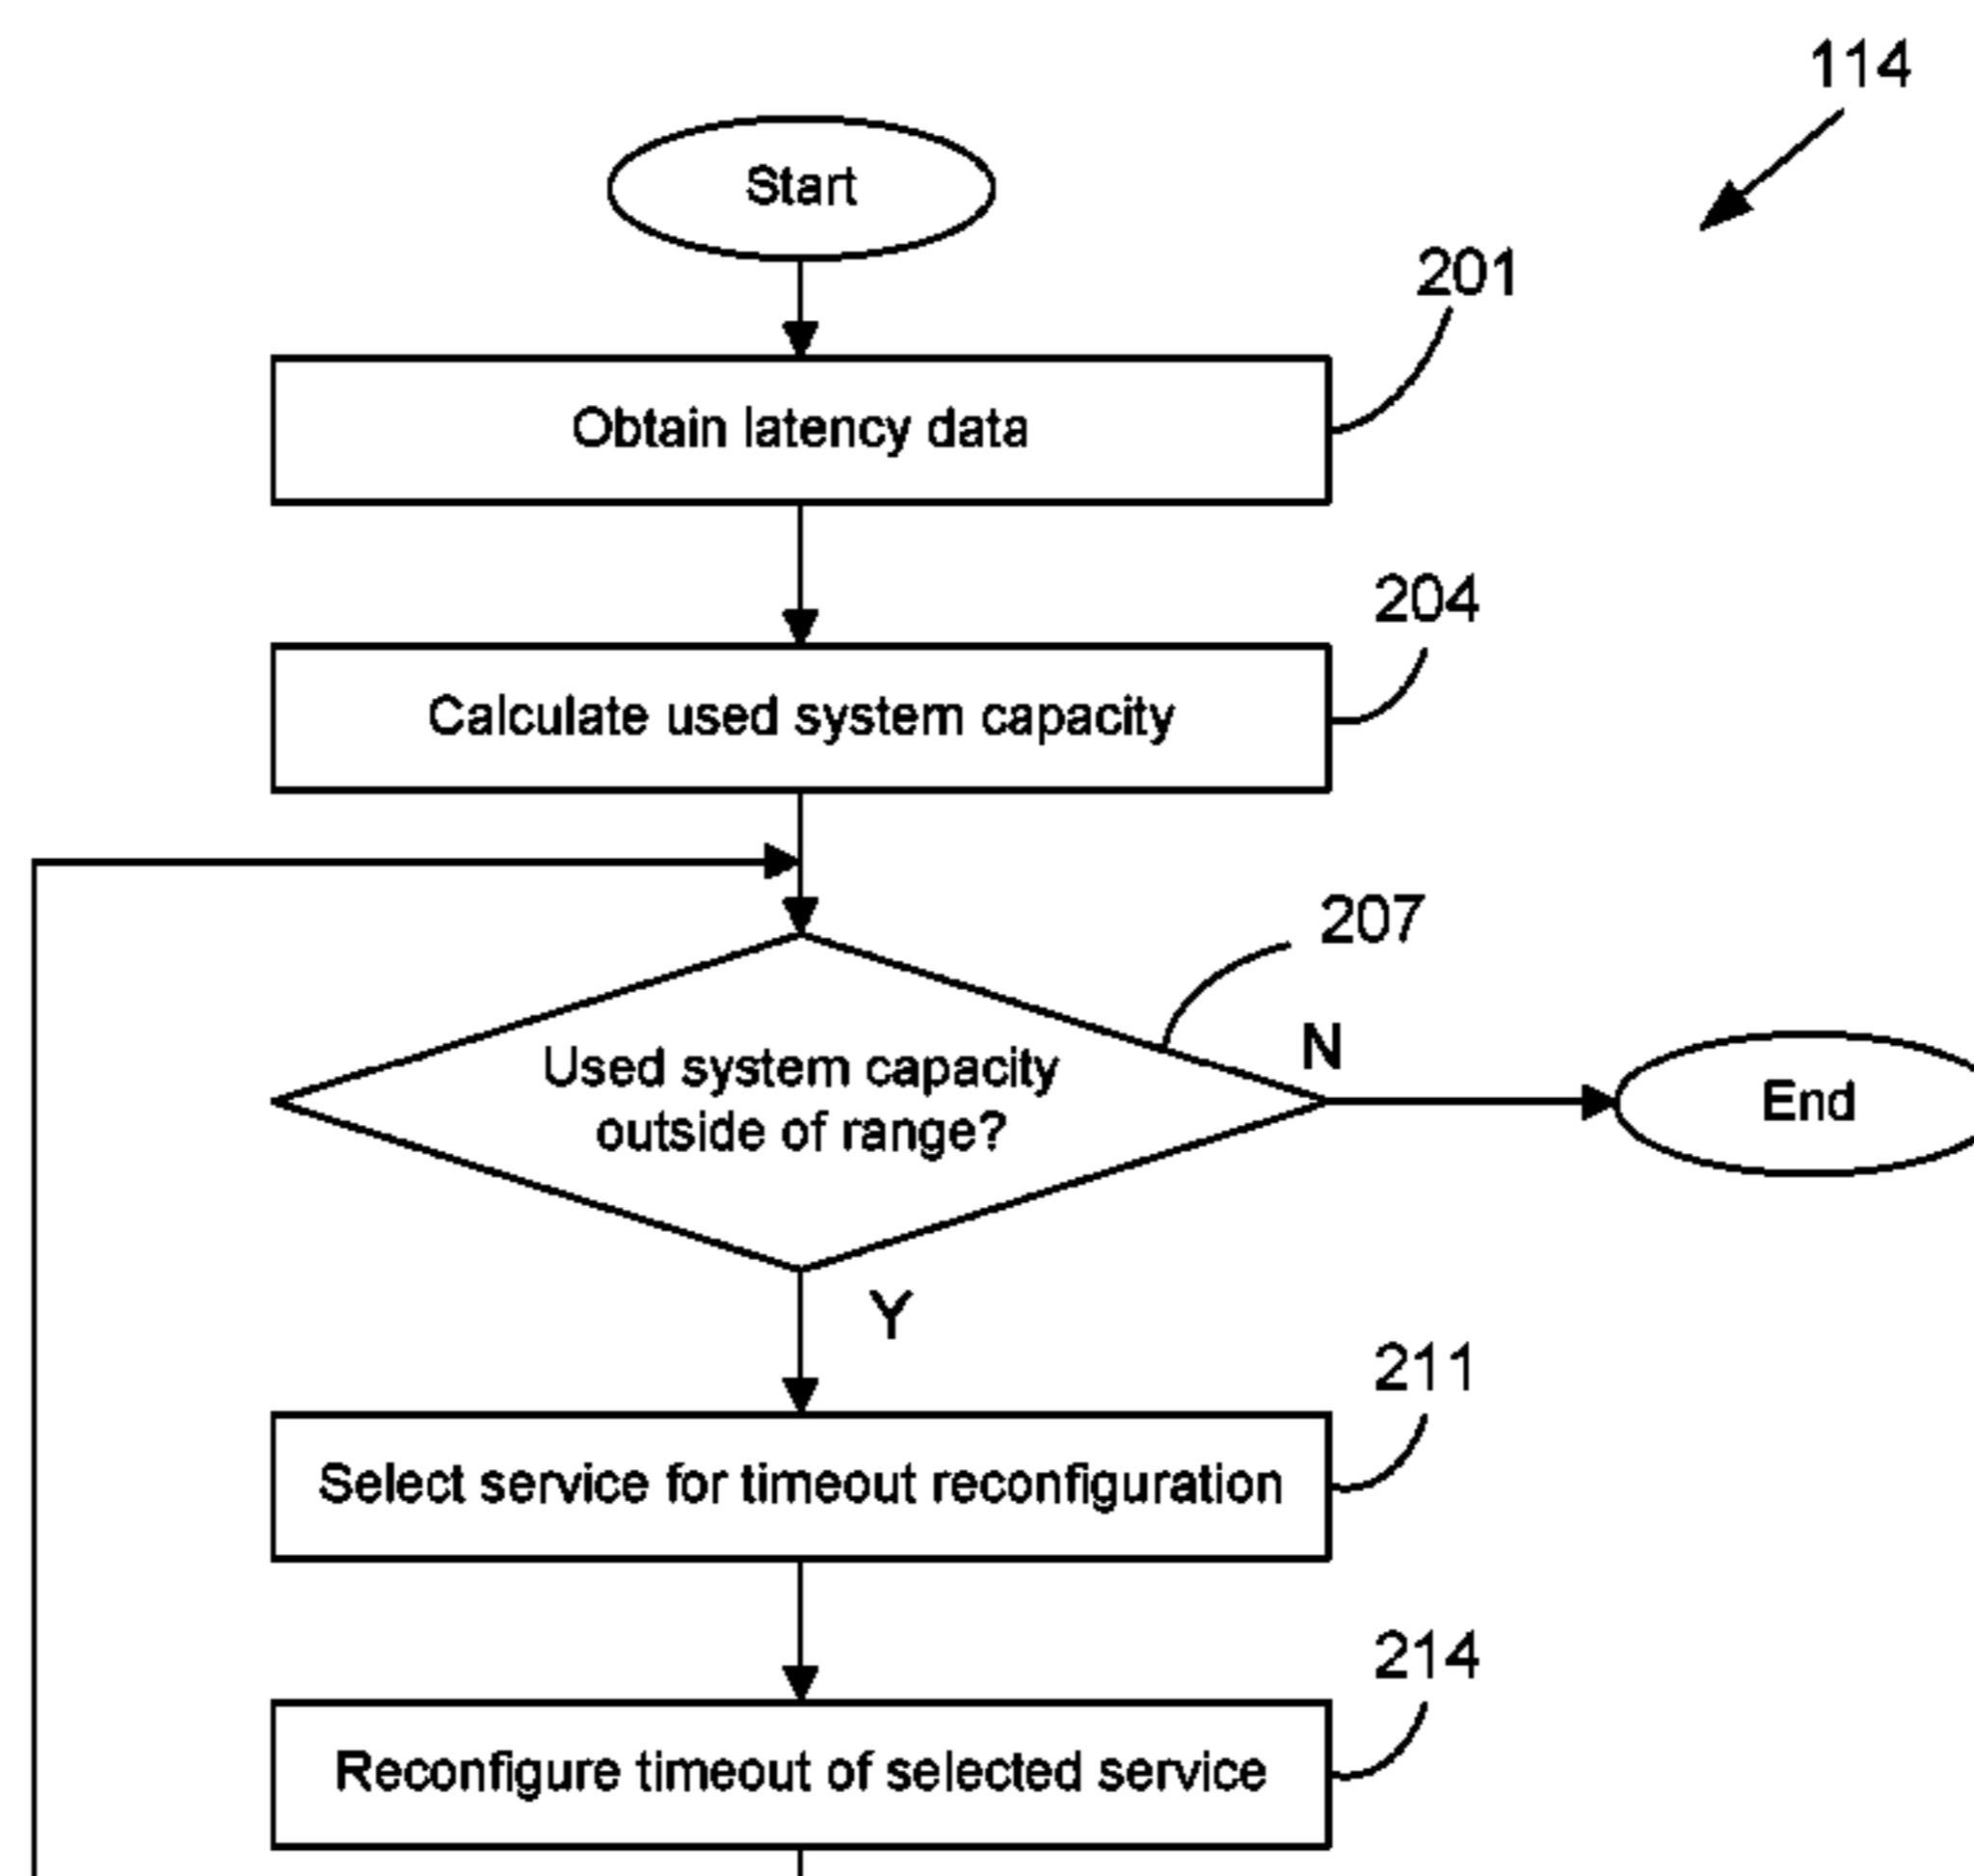 114
Start
201
Obtain latency data
204
Calculate used system capacity
207
Used system capacity
outside of range?
N
End
Y
211
Select service for timeout reconfiguration
214
Reconfigure timeout of selected service